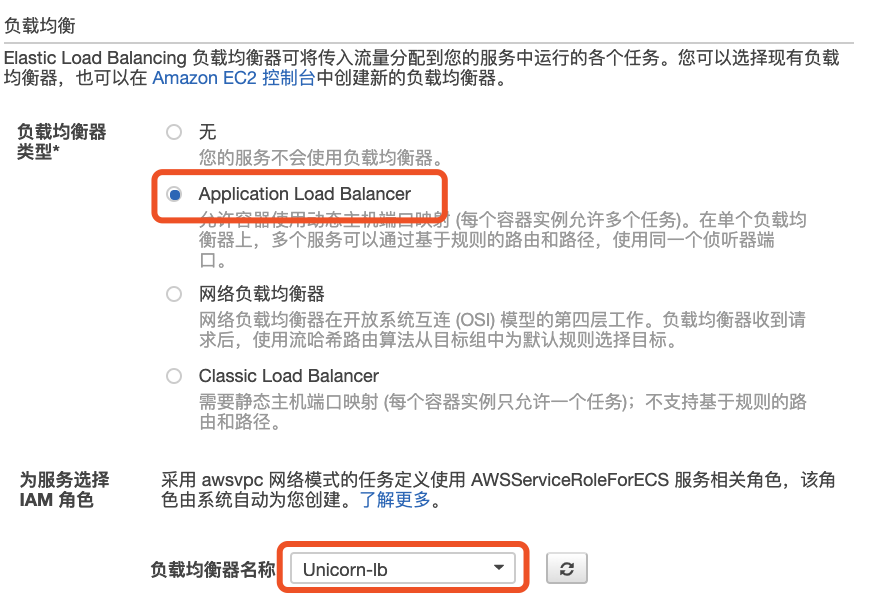 负载均衡
Elastic Load Balancing 负载均衡器可将传入流量分配到您的服务中运行的各个任务。您可以选择现有负载
均衡器，也可以在 Amazon EC2 控制台中创建新的负载均衡器。
负载均衡器
类型*
无
您的服务不会使用负载均衡器。
Application Load Balancer
允许容器使用动态主机端口映射 (每个容器实例允许多个任务)。在单个负载均
衡器上，多个服务可以通过基于规则的路由和路径，使用同一个侦听器端
口。
网络负载均衡器
网络负载均衡器在开放系统互连 (OSI) 模型的第四层工作。负载均衡器收到请
求后，使用流哈希路由算法从目标组中为默认规则选择目标。
Classic Load Balancer
需要静态主机端口映射 (每个容器实例只允许一个任务)；不支持基于规则的路
由和路径。
为服务选择
IAM 角色
采用 awsvpc 网络模式的任务定义使用 AWSServiceRoleForECS 服务相关角色，该角
色由系统自动为您创建。了解更多。
负载均衡器名称
Unicorn-lb